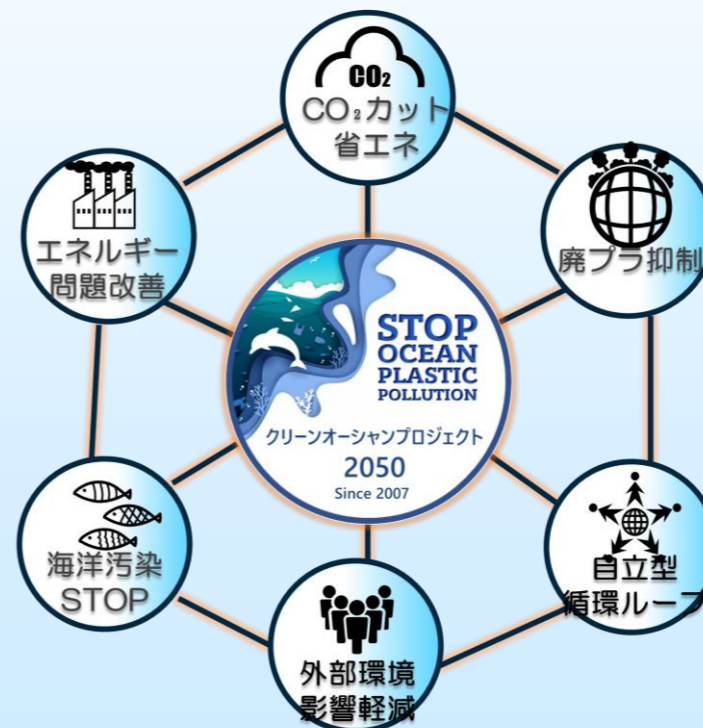 CO₂
CO₂カット
省エネ
エネルギー
問題改善
廃プラ抑制
STOP
OCEAN
PLASTIC
POLLUTION
クリーンオーシャンプロジェクト
2050
Since 2007
海洋汚染
STOP
自立型
循環ループ
外部環境
影響軽減